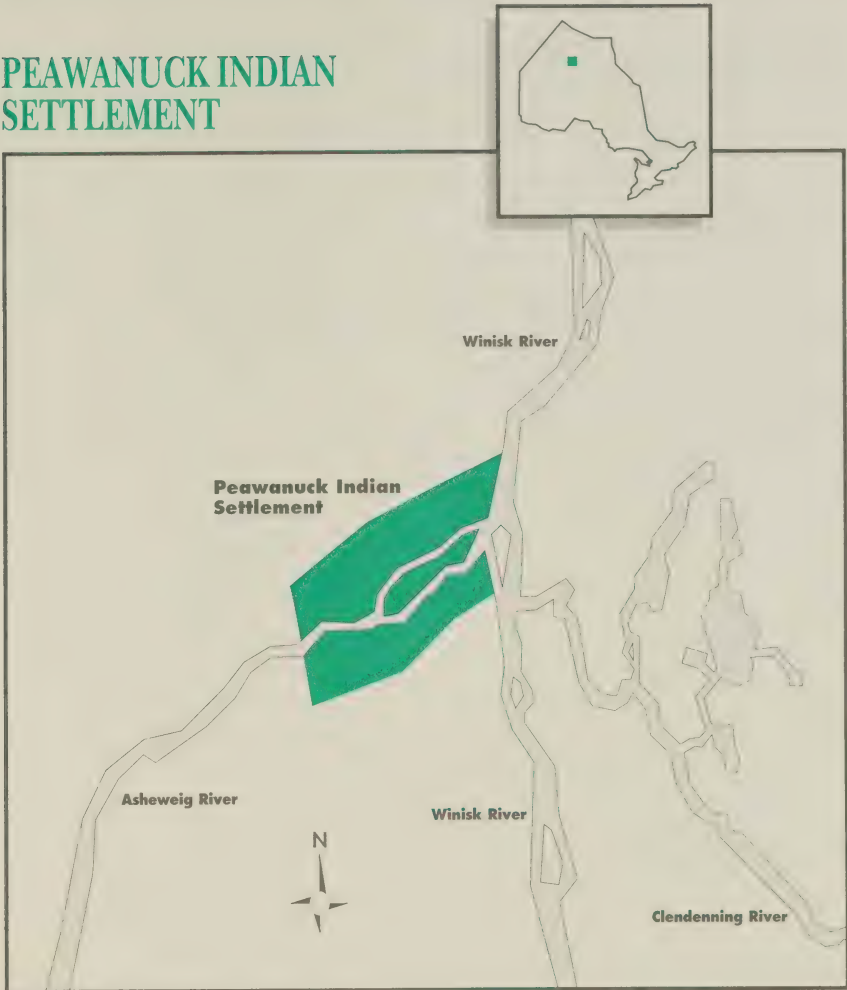 PEAWANUCK INDIAN
SETTLEMENT
Winisk River
Peawanuck Indian
Settlement
Asheweig River
Winisk River
N
Clendenning River